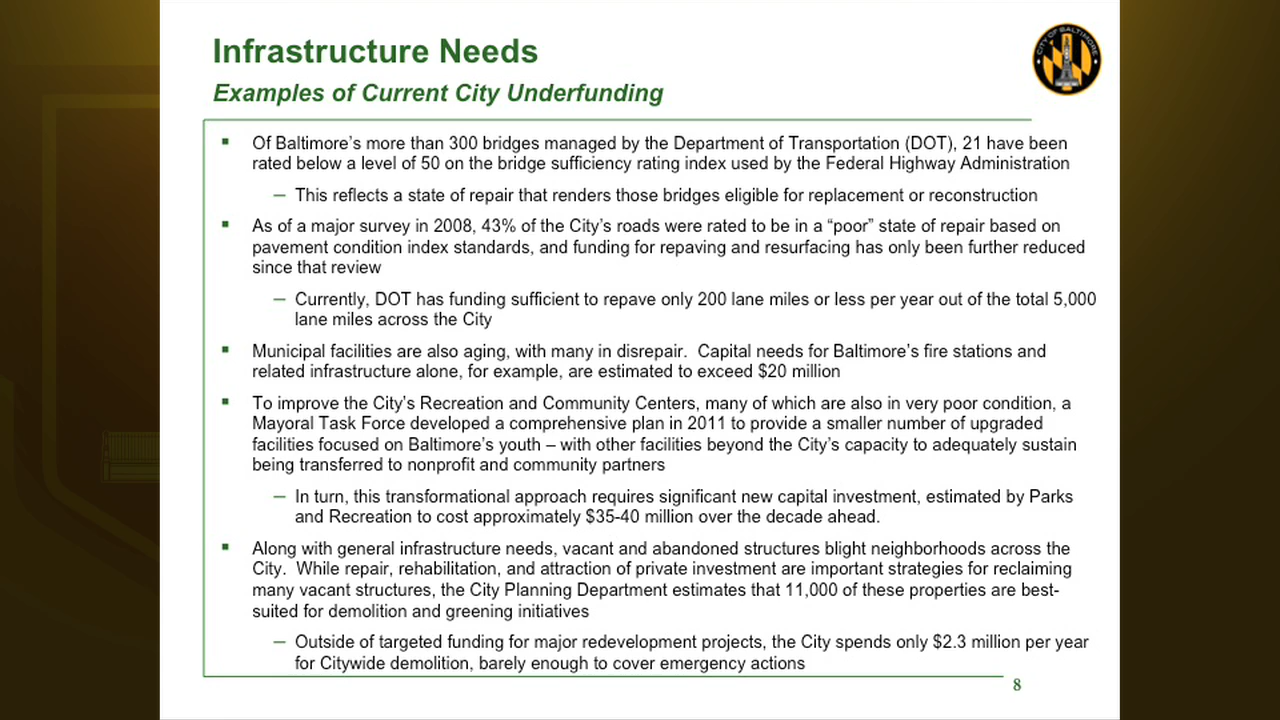 Infrastructure Needs
CITY OF BALTIMORE
Examples of Current City Underfunding
▪ Of Baltimore’s more than 300 bridges managed by the Department of Transportation (DOT), 21 have been
rated below a level of 50 on the bridge sufficiency rating index used by the Federal Highway Administration
– This reflects a state of repair that renders those bridges eligible for replacement or reconstruction
▪ As of a major survey in 2008, 43% of the City’s roads were rated to be in a “poor” state of repair based on
pavement condition index standards, and funding for repaving and resurfacing has only been further reduced
since that review
– Currently, DOT has funding sufficient to repave only 200 lane miles or less per year out of the total 5,000
lane miles across the City
▪ Municipal facilities are also aging, with many in disrepair.  Capital needs for Baltimore’s fire stations and
related infrastructure alone, for example, are estimated to exceed $20 million
▪ To improve the City’s Recreation and Community Centers, many of which are also in very poor condition, a
Mayoral Task Force developed a comprehensive plan in 2011 to provide a smaller number of upgraded
facilities focused on Baltimore’s youth – with other facilities beyond the City’s capacity to adequately sustain
being transferred to nonprofit and community partners
– In turn, this transformational approach requires significant new capital investment, estimated by Parks
and Recreation to cost approximately $35-40 million over the decade ahead.
▪ Along with general infrastructure needs, vacant and abandoned structures blight neighborhoods across the
City.  While repair, rehabilitation, and attraction of private investment are important strategies for reclaiming
many vacant structures, the City Planning Department estimates that 11,000 of these properties are best-
suited for demolition and greening initiatives
– Outside of targeted funding for major redevelopment projects, the City spends only $2.3 million per year
for Citywide demolition, barely enough to cover emergency actions
8